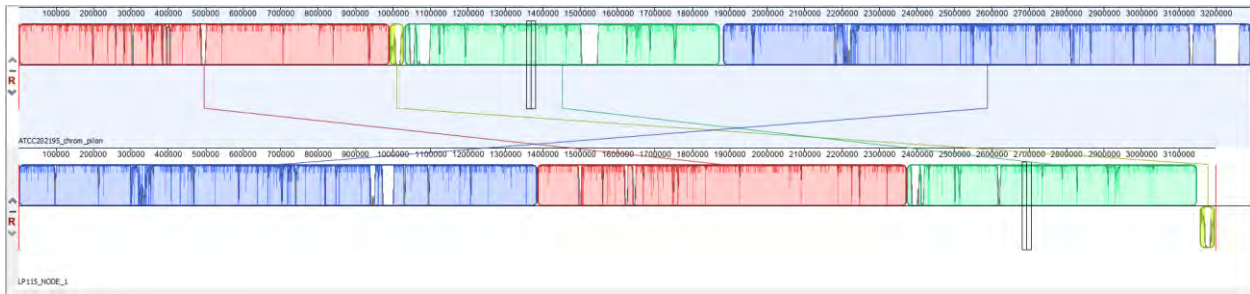 100000 200000 300000 400000 500000 600000 700000 800000 900000 1000000 1100000 1200000 1300000 1400000 1500000 1600000 1700000 1800000 1900000 2000000 2100000 2200000 2300000 2400000 2500000 2600000 2700000 2800000 2900000 3000000 3100000 3200000
R
ATCC202195_chrom_pilon
100000 200000 300000 400000 500000 600000 700000 800000 900000 1000000 1100000 1200000 1300000 1400000 1500000 1600000 1700000 1800000 1900000 2000000 2100000 2200000 2300000 2400000 2500000 2600000 2700000 2800000 2900000 3000000 3100000
R
LP115_NODE_1